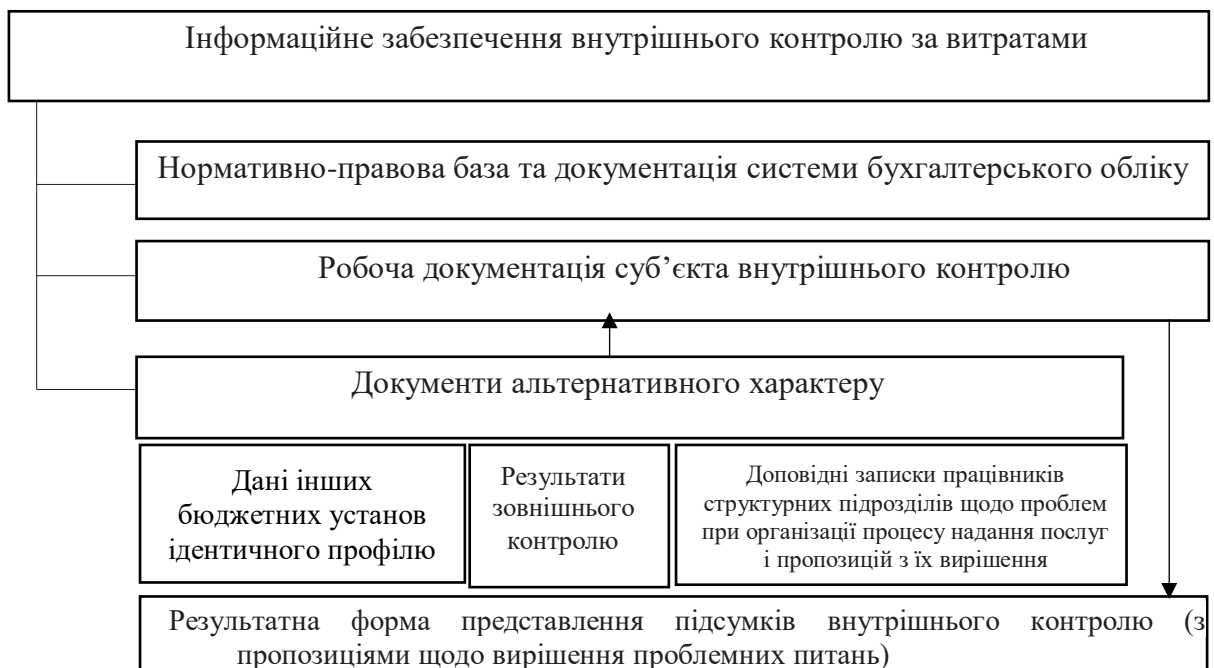 Інформаційне забезпечення внутрішнього контролю за витратами
Нормативно-правова база та документація системи бухгалтерського обліку
Робоча документація суб’єкта внутрішнього контролю
Документи альтернативного характеру
Дані інших
бюджетних установ
ідентичного профілю
Результати
зовнішнього
контролю
Доповідні записки працівників
структурних підрозділів щодо проблем
при організації процесу надання послуг
і пропозицій з їх вирішення
Результатна форма представлення підсумків внутрішнього контролю (з
пропозиціями щодо вирішення проблемних питань)